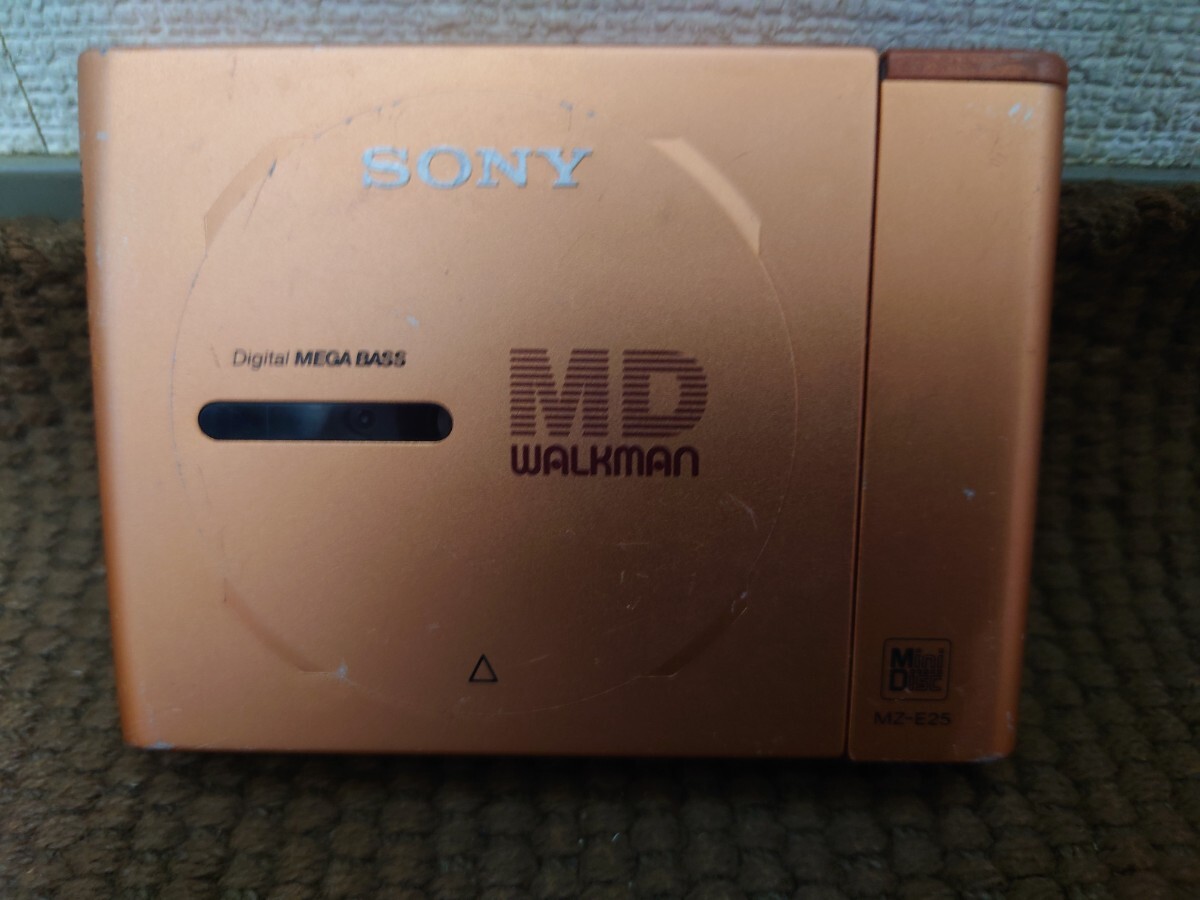 SONY
Digital MEGA BASS
MD
WALKMAN
Mini
Disc
MZ-E25